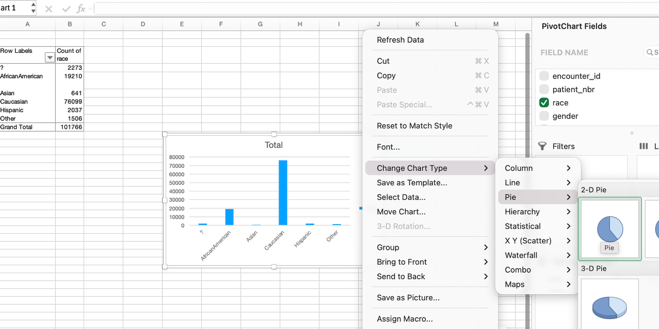 art 1
fx
A B C D E F G H I J K L M
Row Labels Count of race
? 2273
AfricanAmerican 19210
Asian 641
Caucasian 76099
Hispanic 2037
Other 1506
Grand Total 101766
Total
80000
70000
60000
50000
40000
30000
20000
10000
0
? AfricanAmerican Asian Caucasian Hispanic Other
Refresh Data
Cut ⌘ X
Copy ⌘ C
Paste ⌘ V
Paste Special... ^⌘ V
Reset to Match Style
Font...
Change Chart Type
Save as Template...
Select Data...
Move Chart...
3-D Rotation...
Group
Bring to Front
Send to Back
Save as Picture...
Assign Macro...
Column
Line
Pie
Hierarchy
Statistical
X Y (Scatter)
Waterfall
Combo
Maps
2-D Pie
Pie
3-D Pie
PivotChart Fields
FIELD NAME S
encounter_id
patient_nbr
race
gender
Filters L